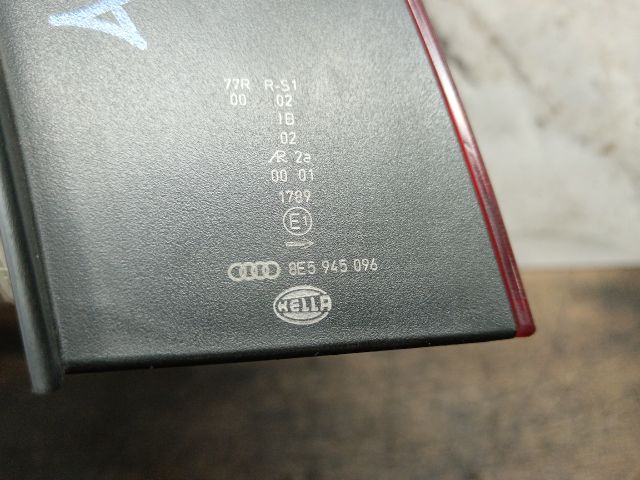 A
77R R-S1
00 02
IB
02
AR 2a
00 01
1789
E1
8E5 945 096
HELLA